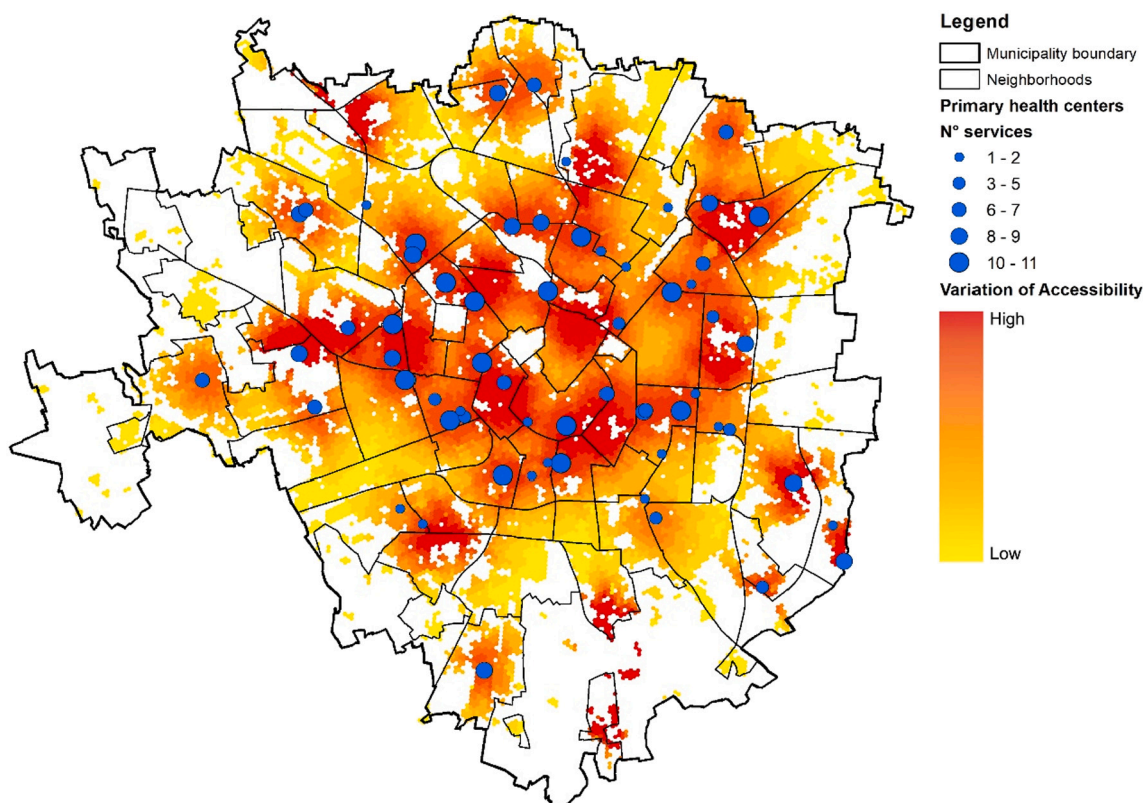 Legend
Municipality boundary
Neighborhoods
Primary health centers
N° services
1 - 2
3 - 5
6 - 7
8 - 9
10 - 11
Variation of Accessibility
High
Low